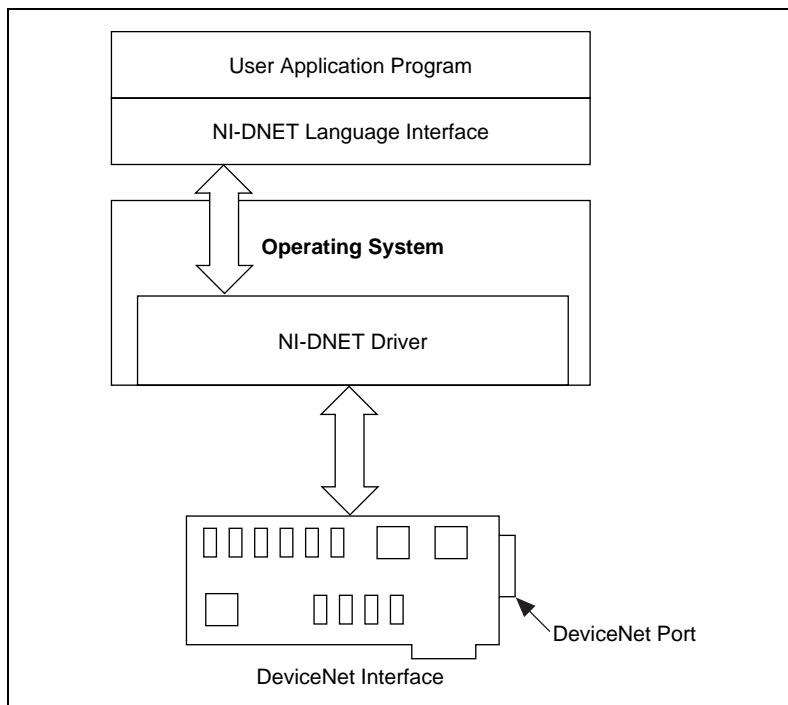 User Application Program
NI-DNET Language Interface
Operating System
NI-DNET Driver
DeviceNet Port
DeviceNet Interface